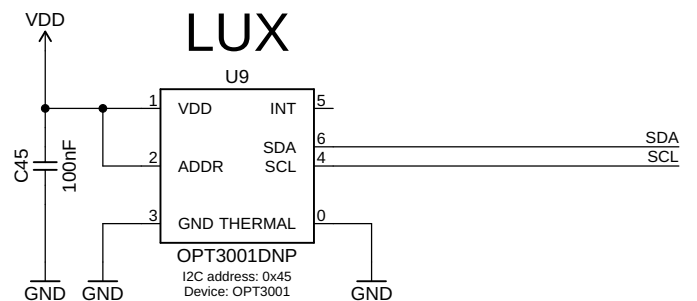 VDD
LUX
U9
1 VDD INT 5
SDA 6 SDA
C45 100nF 2 ADDR SCL 4 SCL
3 GND THERMAL 0
OPT3001DNP
I2C address: 0x45
Device: OPT3001
GND GND GND